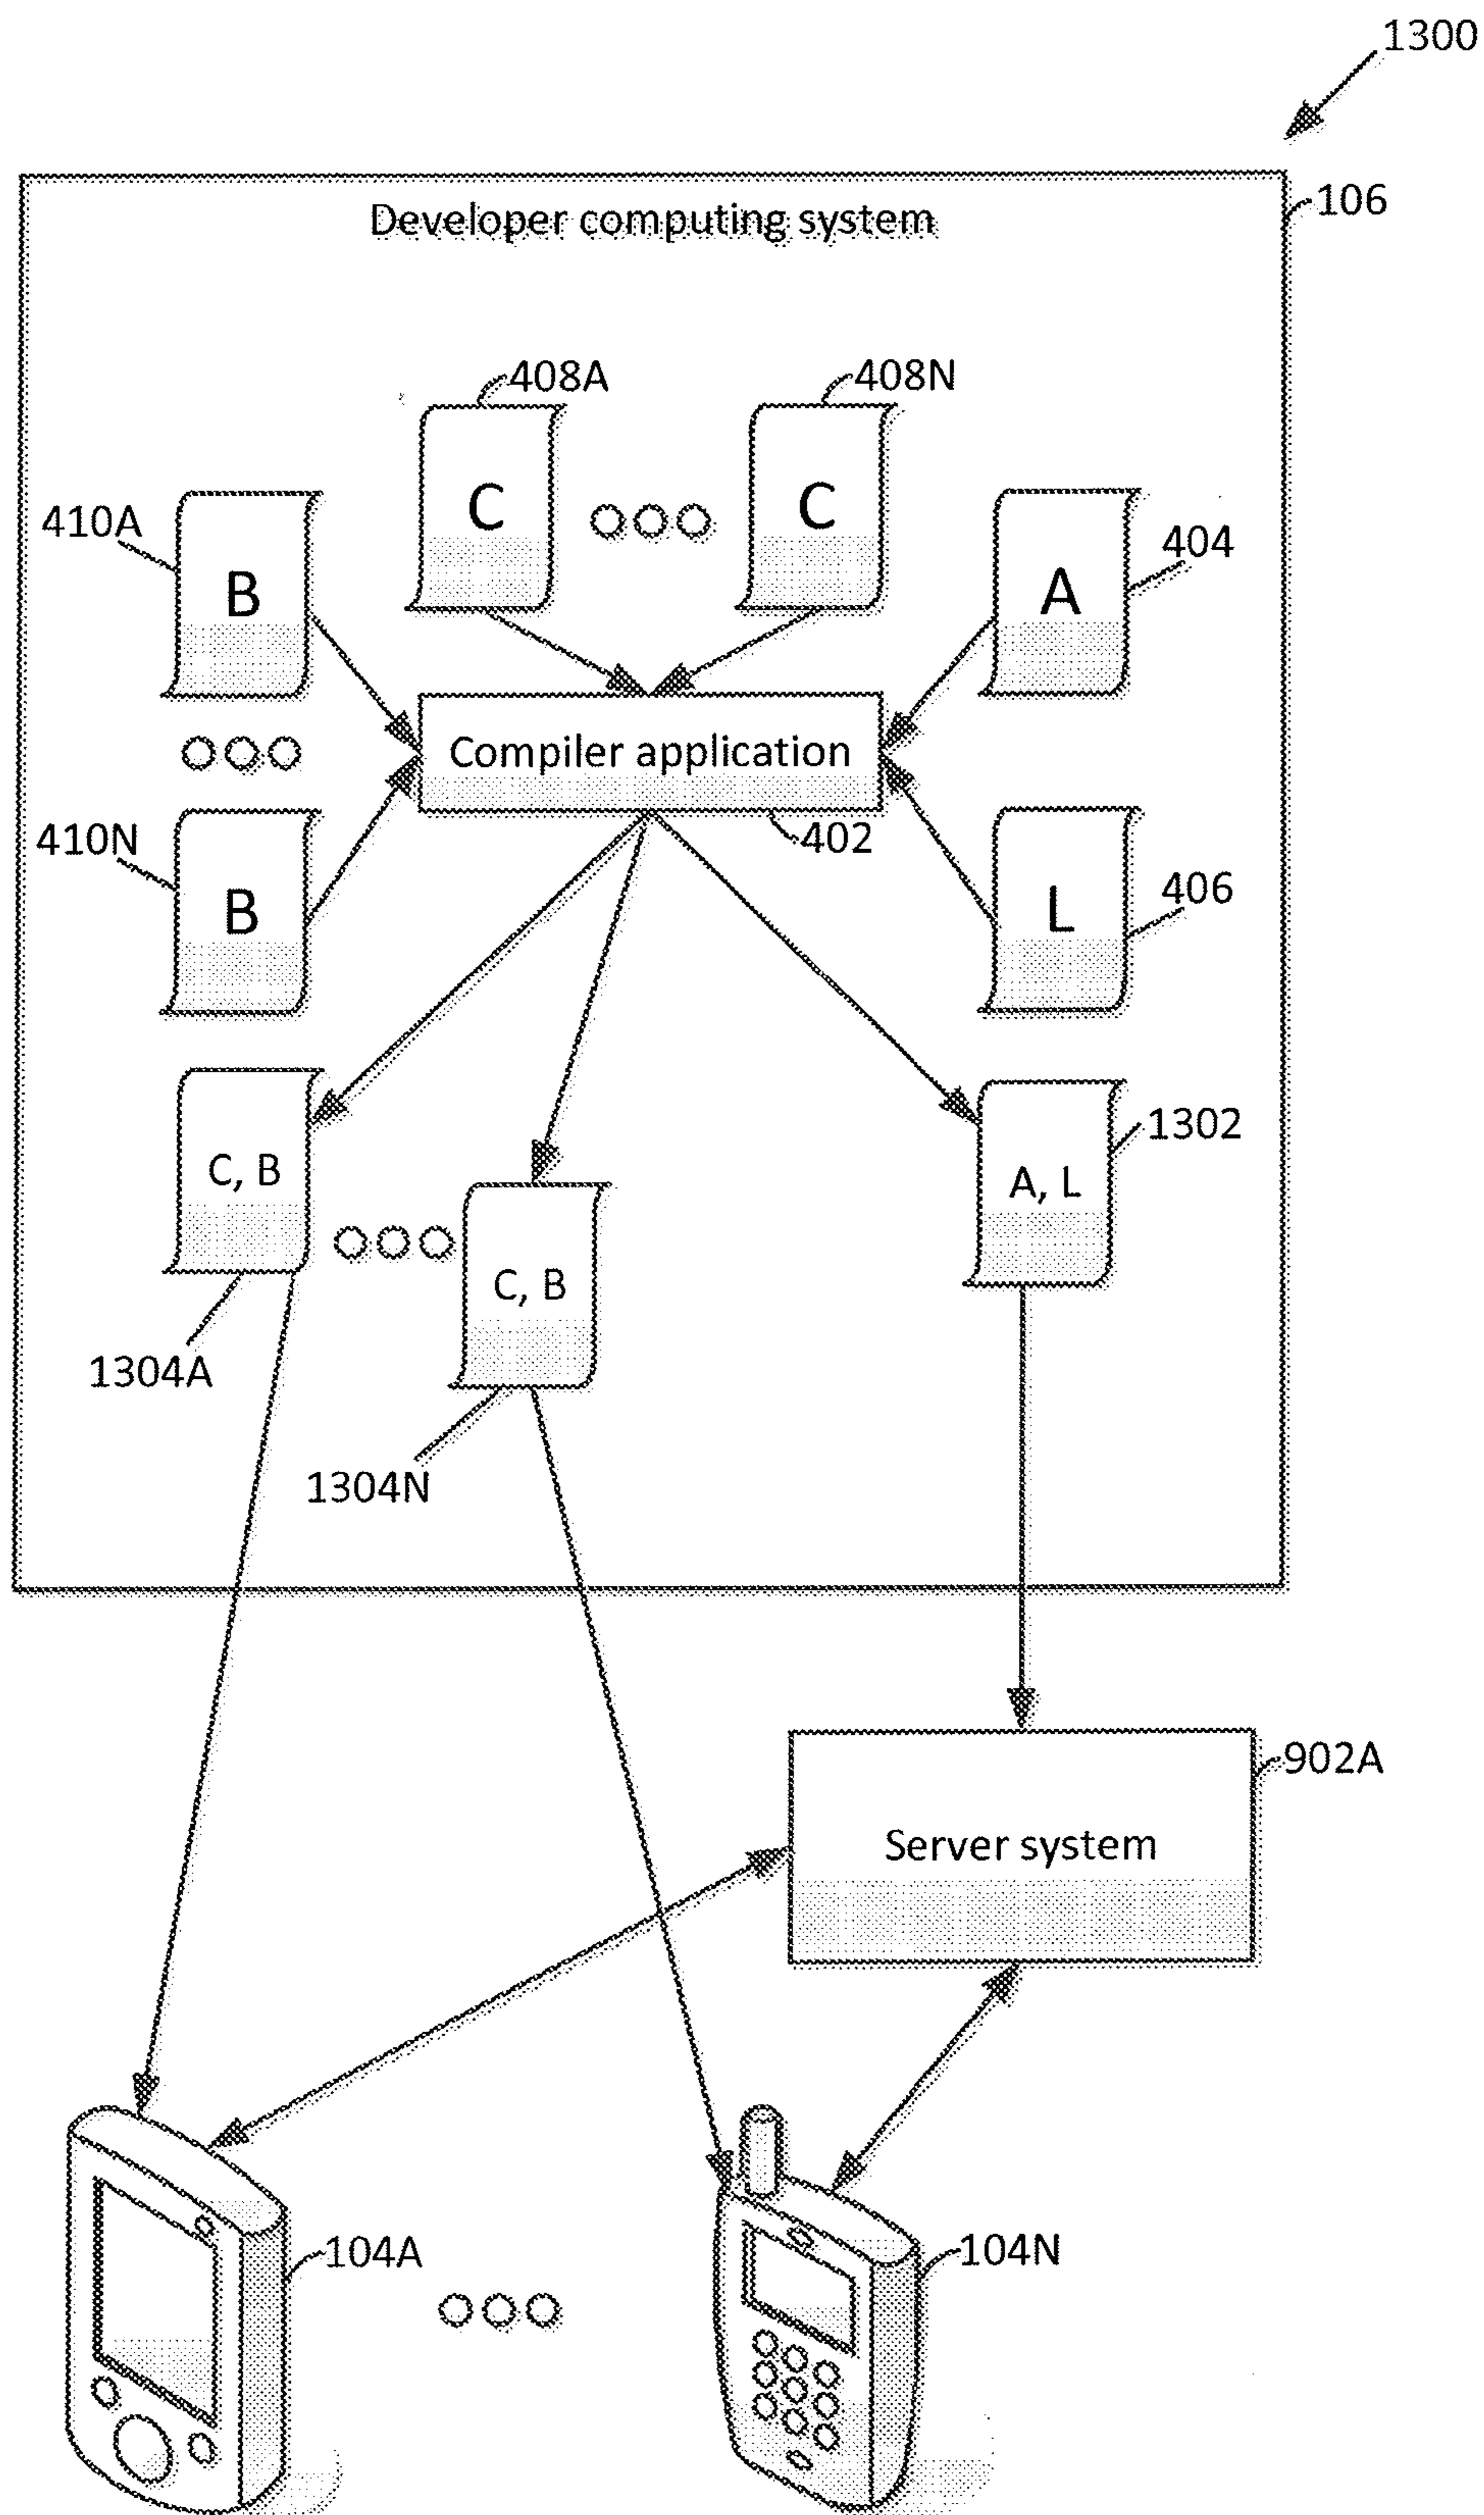 1300
106
Developer computing system
408A
408N
C
C
410A
404
B
A
Compiler application
402
410N
406
B
L
1302
C, B
A, L
C, B
1304A
1304N
902A
Server system
104A
104N